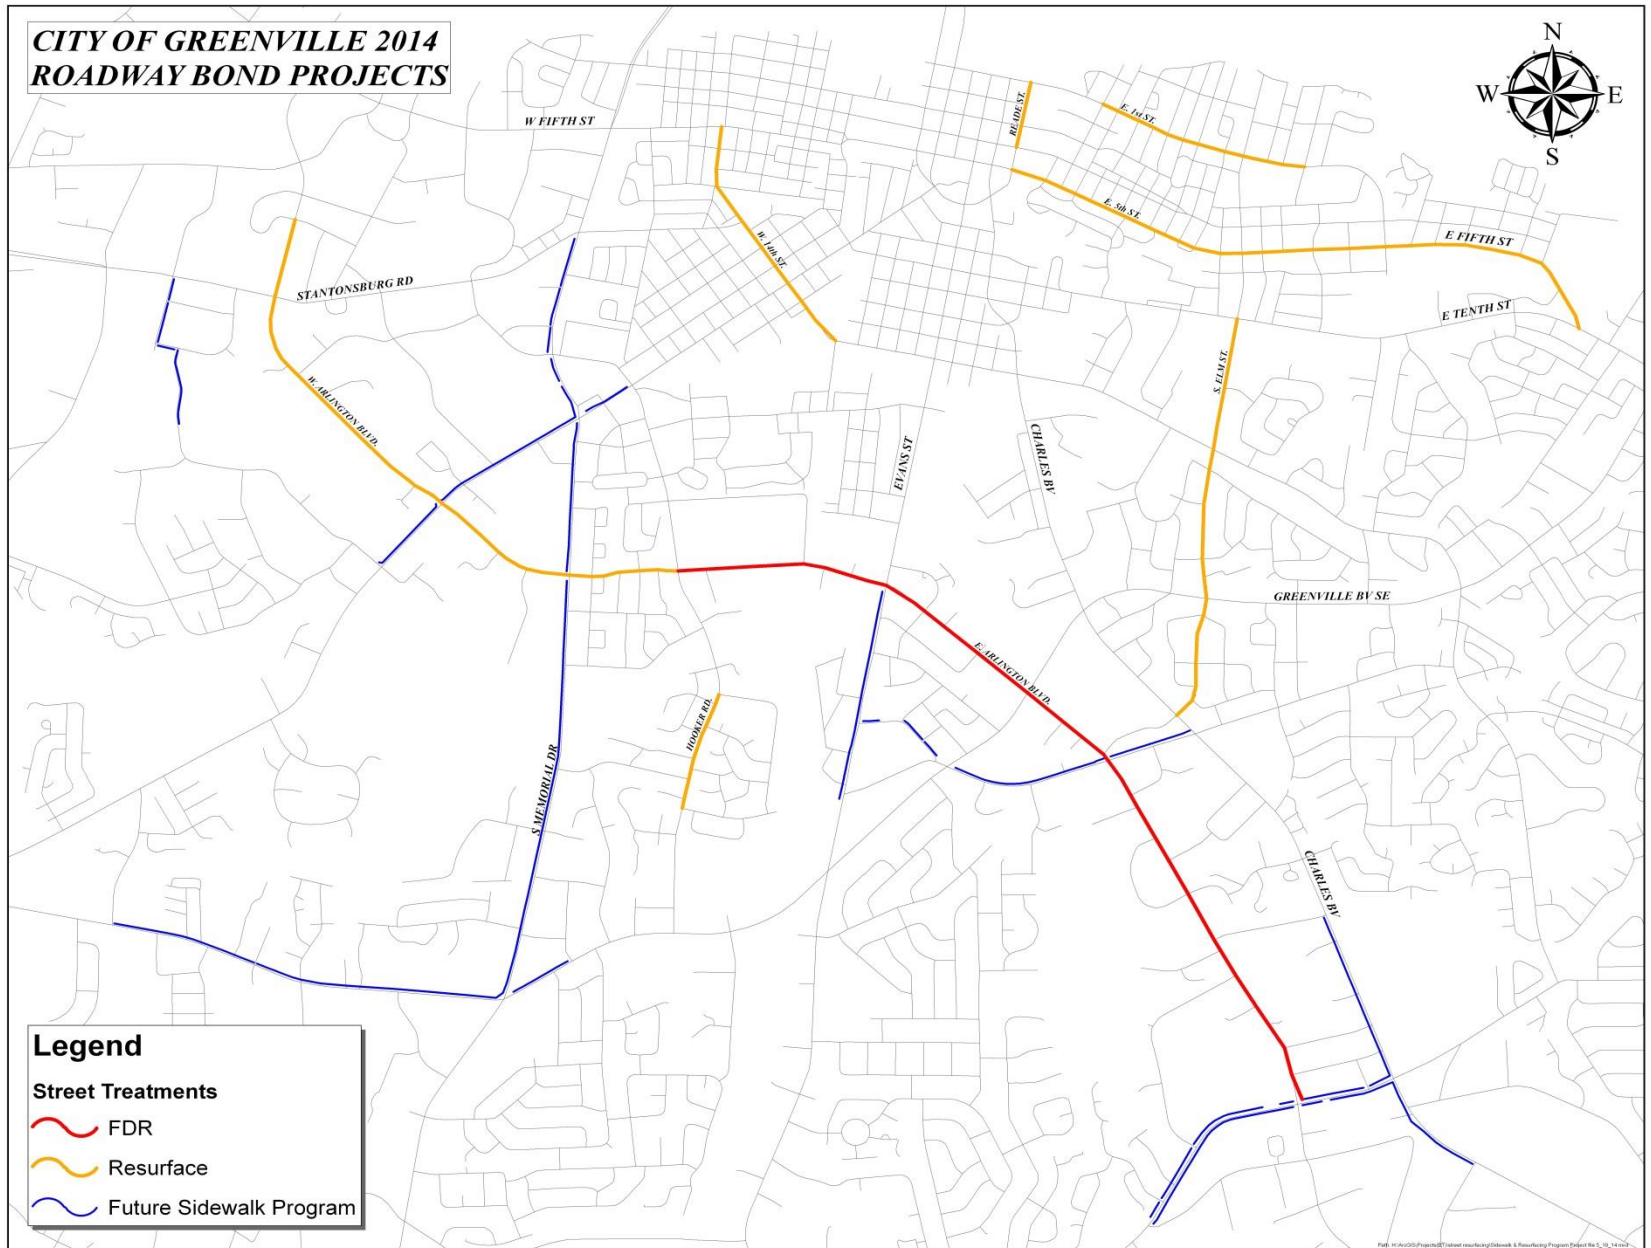 CITY OF GREENVILLE 2014
ROADWAY BOND PROJECTS
N
W
E
S
W FIFTH ST
READE ST.
E. 1st ST.
E. 5th ST.
W. 14th ST.
E FIFTH ST
STANTONSBURG RD
E TENTH ST
S. ELM ST.
W. ARLINGTON BLVD.
EVANS ST
CHARLES BV
GREENVILLE BV SE
E. ARLINGTON BLVD.
HOOKER RD.
S MEMORIAL DR
CHARLES BV
Legend
Street Treatments
FDR
Resurface
Future Sidewalk Program